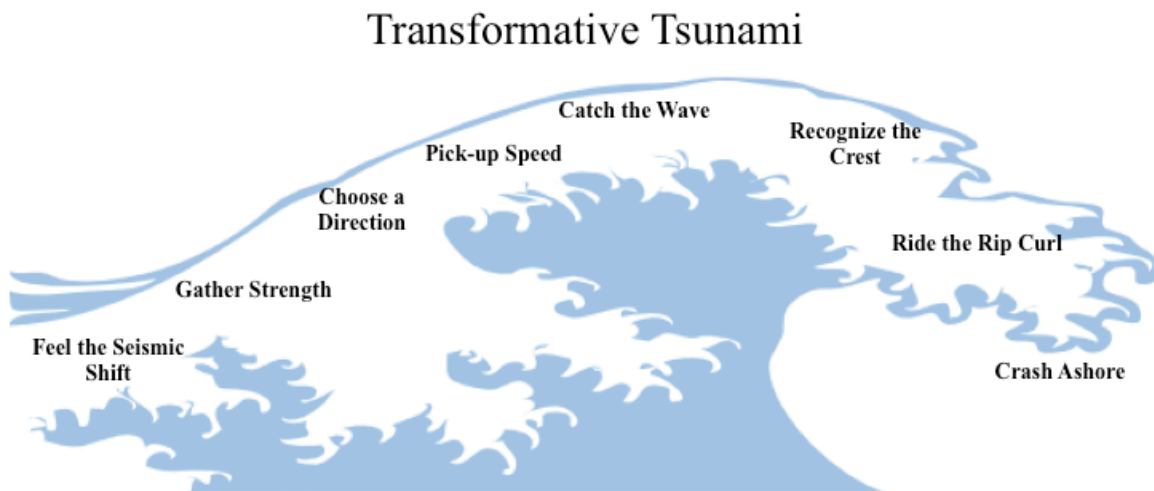 Transformative Tsunami
Feel the Seismic
Shift
Gather Strength
Choose a
Direction
Pick-up Speed
Catch the Wave
Recognize the
Crest
Ride the Rip Curl
Crash Ashore